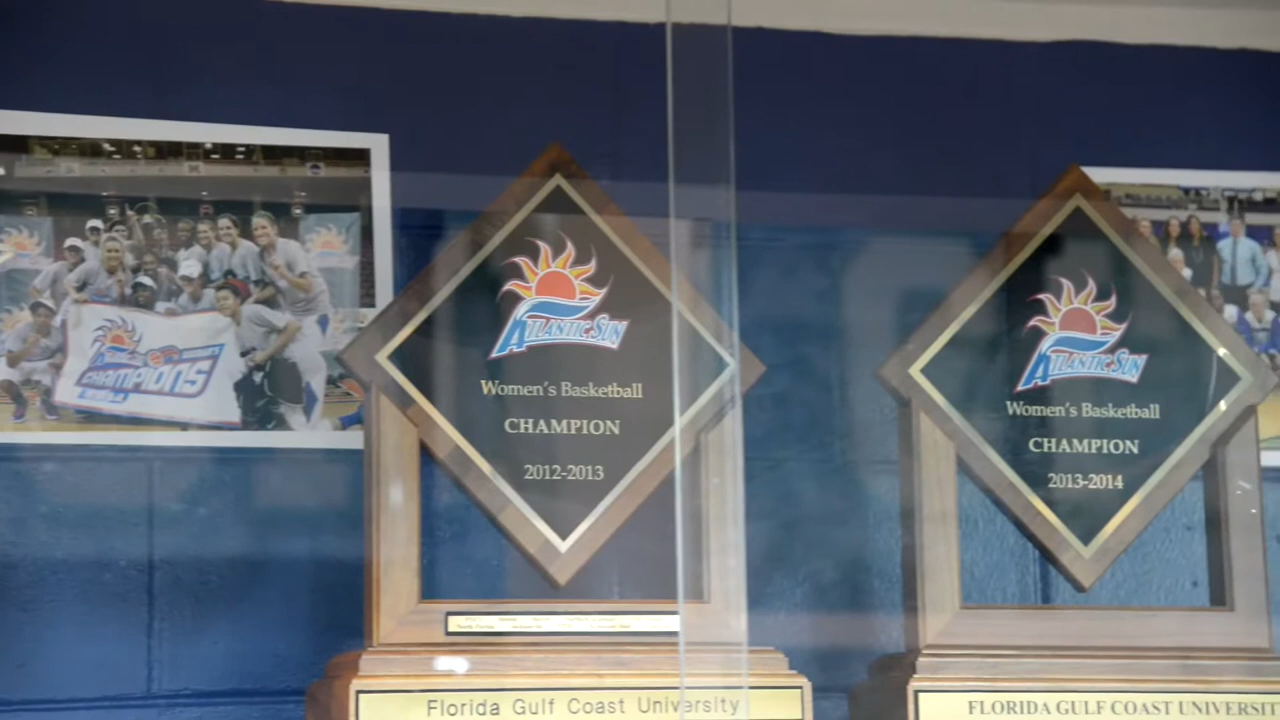 CHAMPIONS
ATLANTIC SUN
Women's Basketball
CHAMPION
2012-2013
Florida Gulf Coast University
ATLANTIC SUN
Women's Basketball
CHAMPION
2013-2014
FLORIDA GULF COAST UNIVERSIT